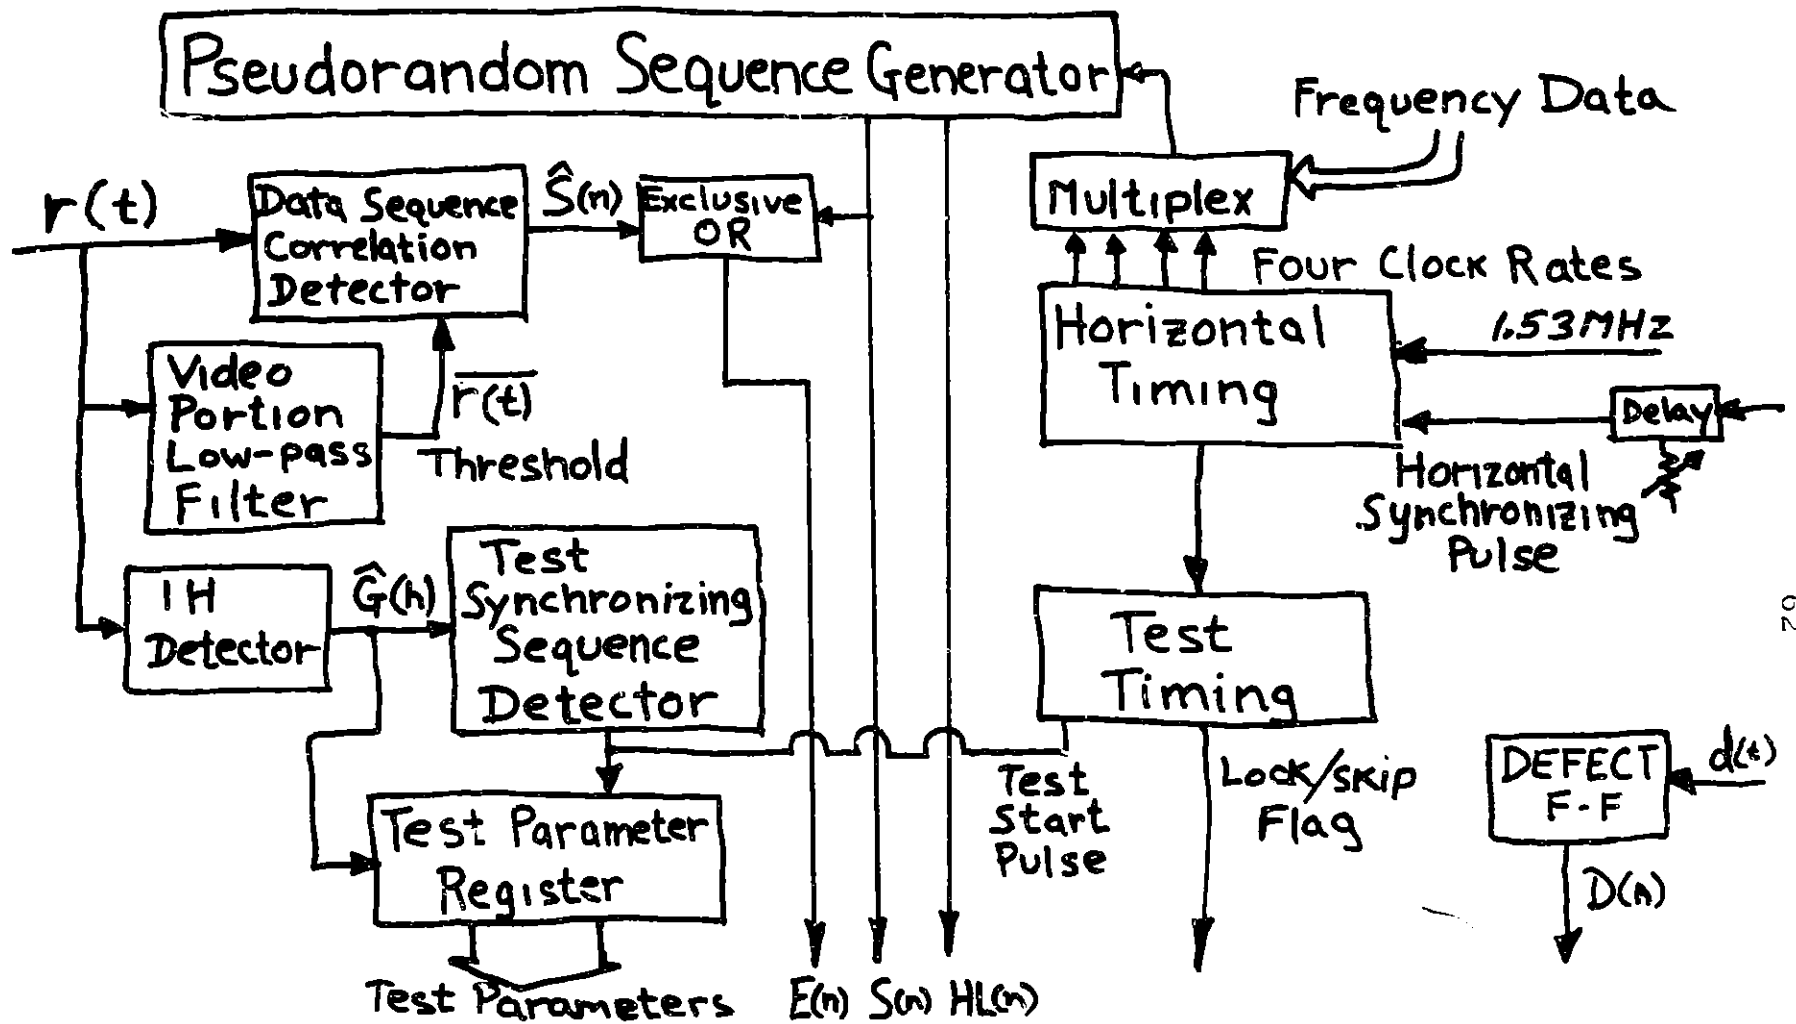 Pseudorandom Sequence Generator
Frequency Data
r(t)
Data Sequence
Correlation
Detector
Ŝ(n)
Exclusive
OR
Multiplex
Four Clock Rates
Horizontal
Timing
1.53MHz
Delay
Horizontal
Synchronizing
Pulse
Video
Portion
Low-pass
Filter
r(t)
Threshold
1H
Detector
Ĝ(h)
Test
Synchronizing
Sequence
Detector
Test
Timing
92
Test
Start
Pulse
Lock/skip
Flag
DEFECT
F-F
d(t)
D(n)
Test Parameter
Register
Test Parameters
E(n) S(n) HL(n)